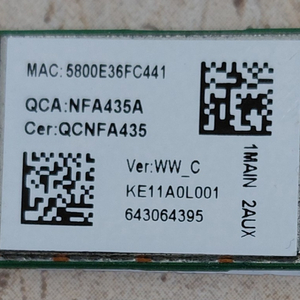 MAC:5800E36FC441
QCA:NFA435A
Cer:QCNFA435
Ver:WW_C
KE11A0L001
643064395
1MAIN 2AUX